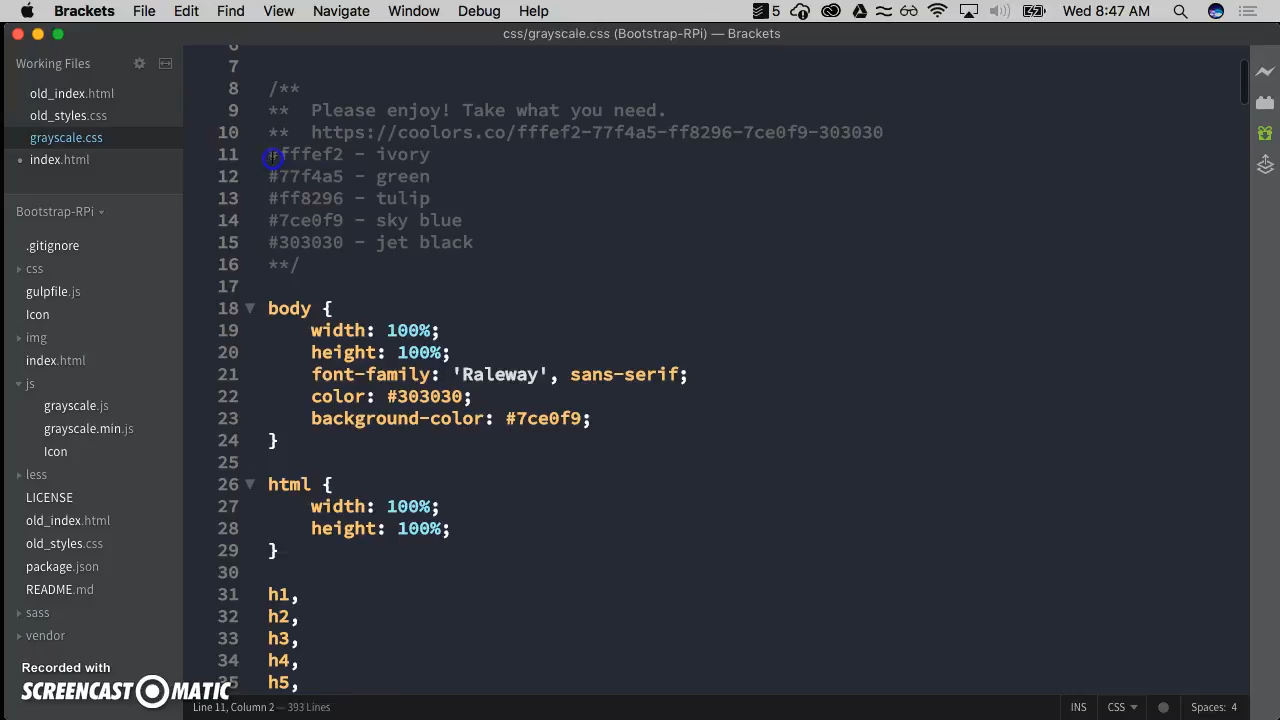 Brackets File Edit Find View Navigate Window Debug Help 5 Wed 8:47 AM
css/grayscale.css (Bootstrap-RPi) — Brackets
Working Files
old_index.html
old_styles.css
grayscale.css
index.html
Bootstrap-RPi
.gitignore
css
gulpfile.js
Icon
img
index.html
js
grayscale.js
grayscale.min.js
Icon
less
LICENSE
old_index.html
old_styles.css
package.json
README.md
sass
vendor
6
7
8 /**
9 ** Please enjoy! Take what you need.
10 ** https://coolors.co/fffef2-77f4a5-ff8296-7ce0f9-303030
11 #fffef2 - ivory
12 #77f4a5 - green
13 #ff8296 - tulip
14 #7ce0f9 - sky blue
15 #303030 - jet black
16 **/
17
18 body {
19 width: 100%;
20 height: 100%;
21 font-family: 'Raleway', sans-serif;
22 color: #303030;
23 background-color: #7ce0f9;
24 }
25
26 html {
27 width: 100%;
28 height: 100%;
29 }
30
31 h1,
32 h2,
33 h3,
34 h4,
35 h5,
Recorded with
SCREENCAST O MATIC
Line 11, Column 2 — 393 Lines
INS CSS Spaces: 4